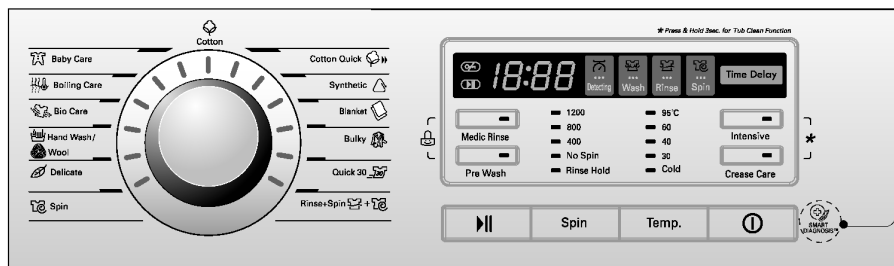 Cotton
Baby Care
Boiling Care
Bio Care
Hand Wash/
Wool
Delicate
Spin
Cotton Quick
Synthetic
Blanket
Bulky
Quick 30
30
Rinse+Spin
+
* Press & Hold 3sec. for Tub Clean Function
18:88
Detecting
Wash
Rinse
Spin
Time Delay
Medic Rinse
Pre Wash
1200
800
400
No Spin
Rinse Hold
95°C
60
40
30
Cold
Intensive
Crease Care
*
Spin
Temp.
SMART
DIAGNOSIS™